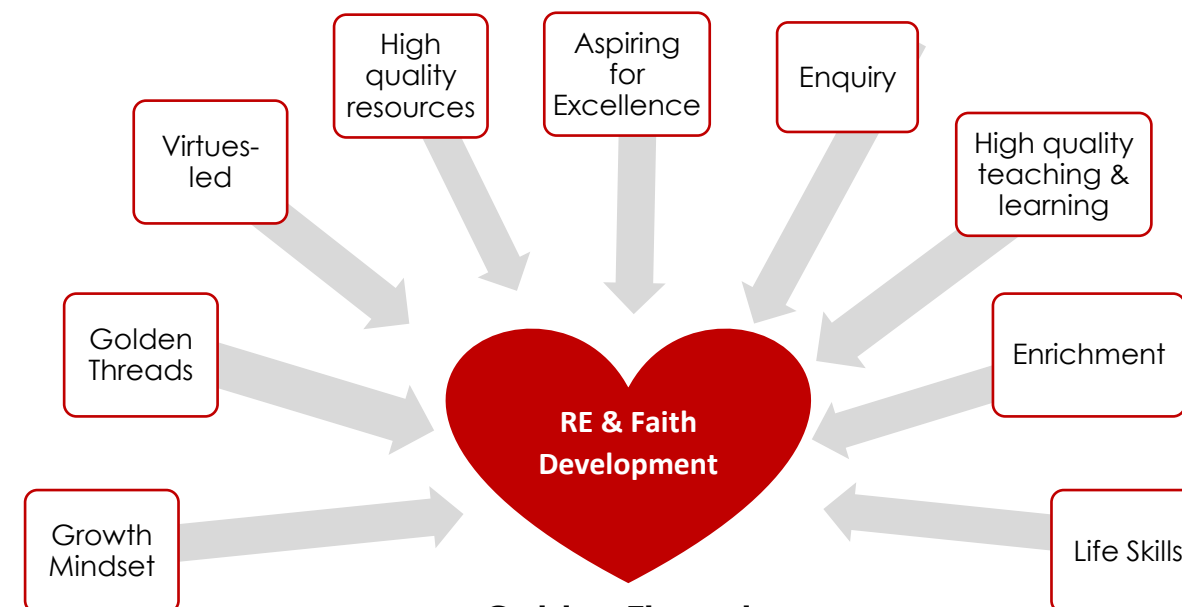 High
quality
resources
Aspiring
for
Excellence
Enquiry
Virtues-
led
High quality
teaching &
learning
Golden
Threads
Enrichment
RE & Faith
Development
Growth
Mindset
Life Skills